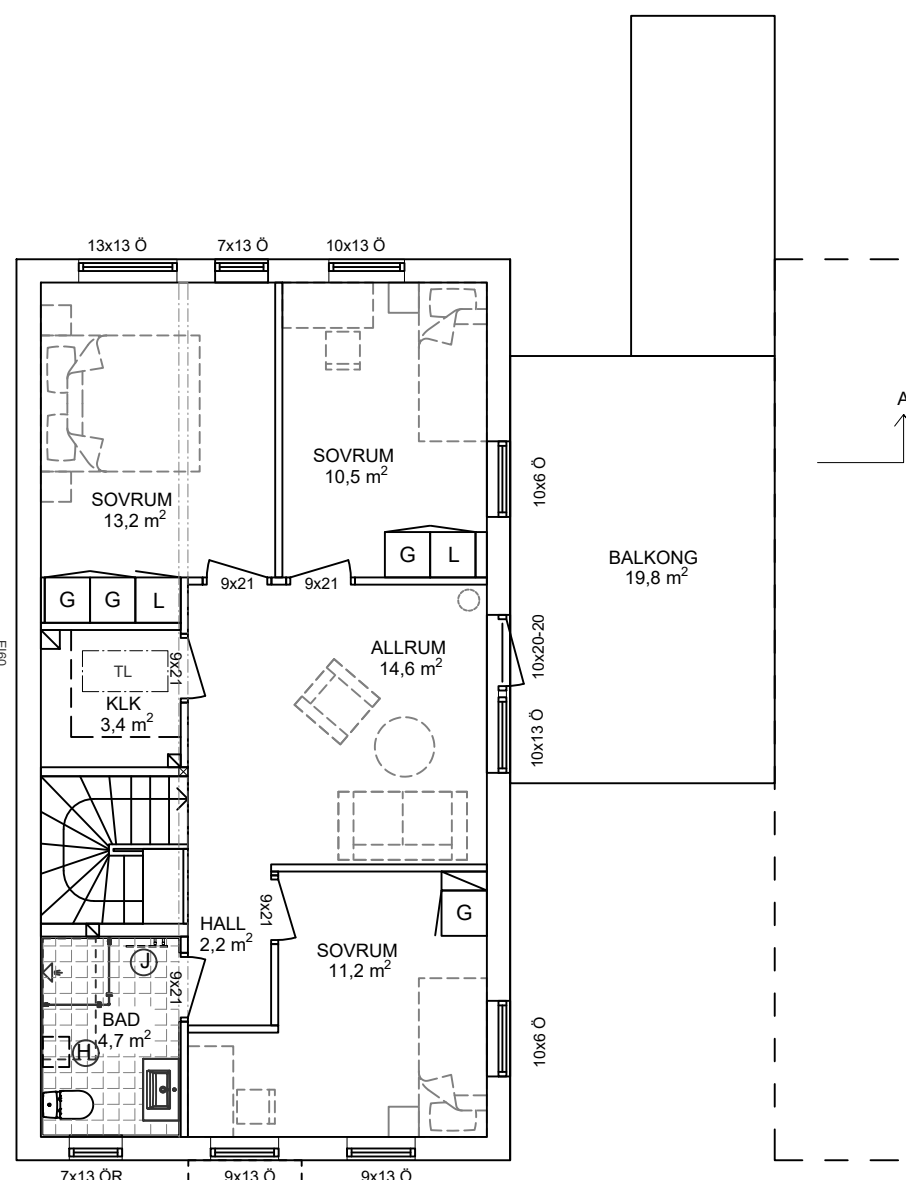 13x13 Ö
7x13 Ö
10x13 Ö
A
SOVRUM
10,5 m²
10x6 Ö
SOVRUM
13,2 m²
G
L
BALKONG
19,8 m²
9x21
9x21
G
G
L
ALLRUM
14,6 m²
10x20-20
EI60
9x21
TL
KLK
3,4 m²
10x13 Ö
9x21
G
HALL
2,2 m²
SOVRUM
11,2 m²
J
9x21
BAD
4,7 m²
H
10x6 Ö
7x13 ÖR
9x13 Ö
9x13 Ö